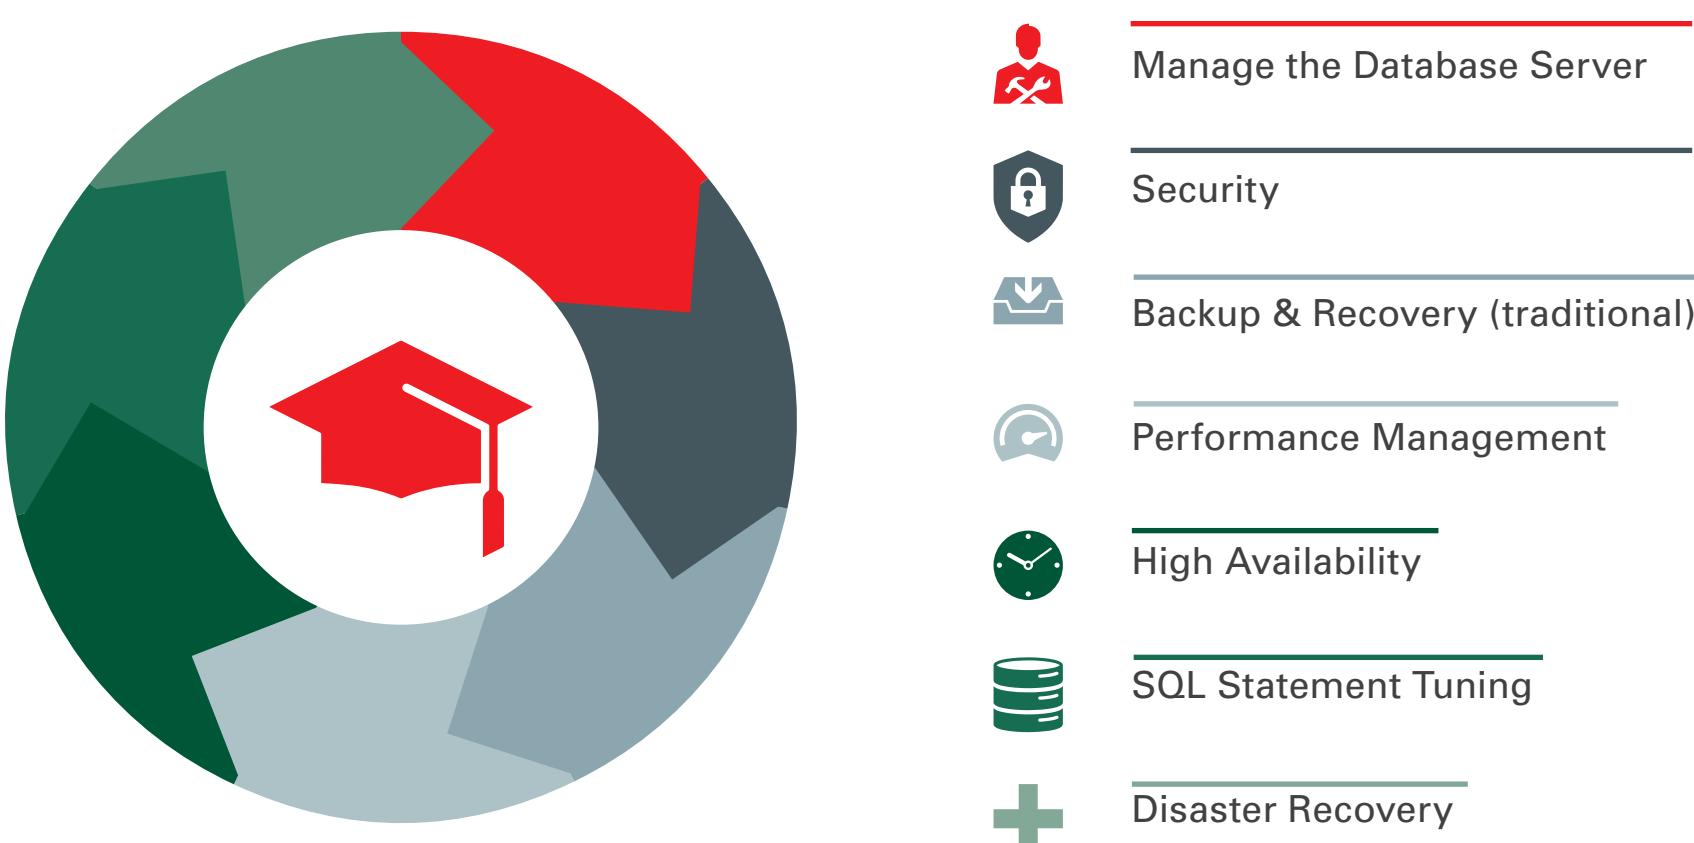 Manage the Database Server
Security
Backup & Recovery (traditional)
Performance Management
High Availability
SQL Statement Tuning
Disaster Recovery